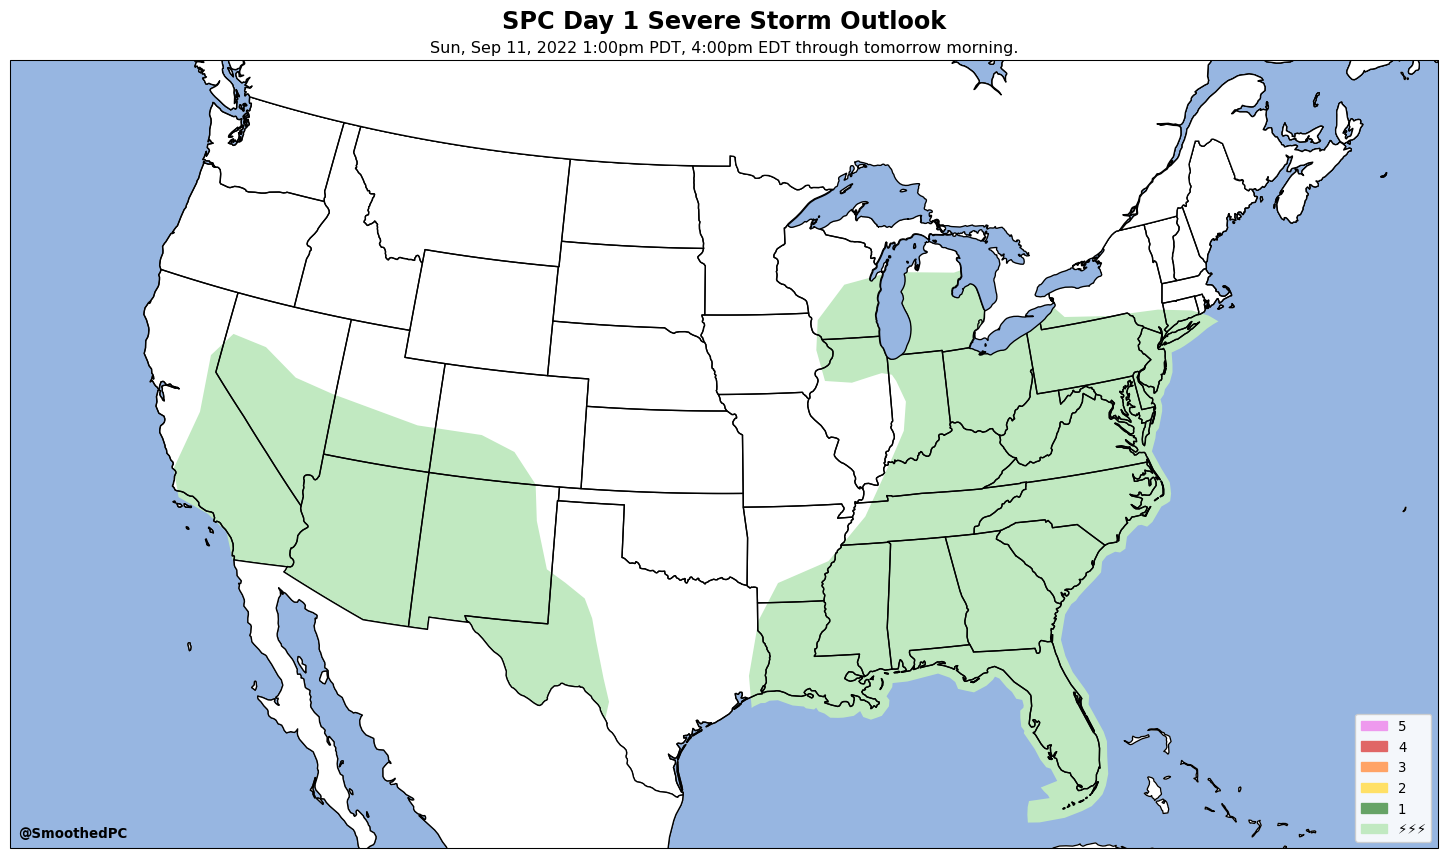 SPC Day 1 Severe Storm Outlook
Sun, Sep 11, 2022 1:00pm PDT, 4:00pm EDT through tomorrow morning.
5
4
3
2
1
⚡⚡⚡
@SmoothedPC